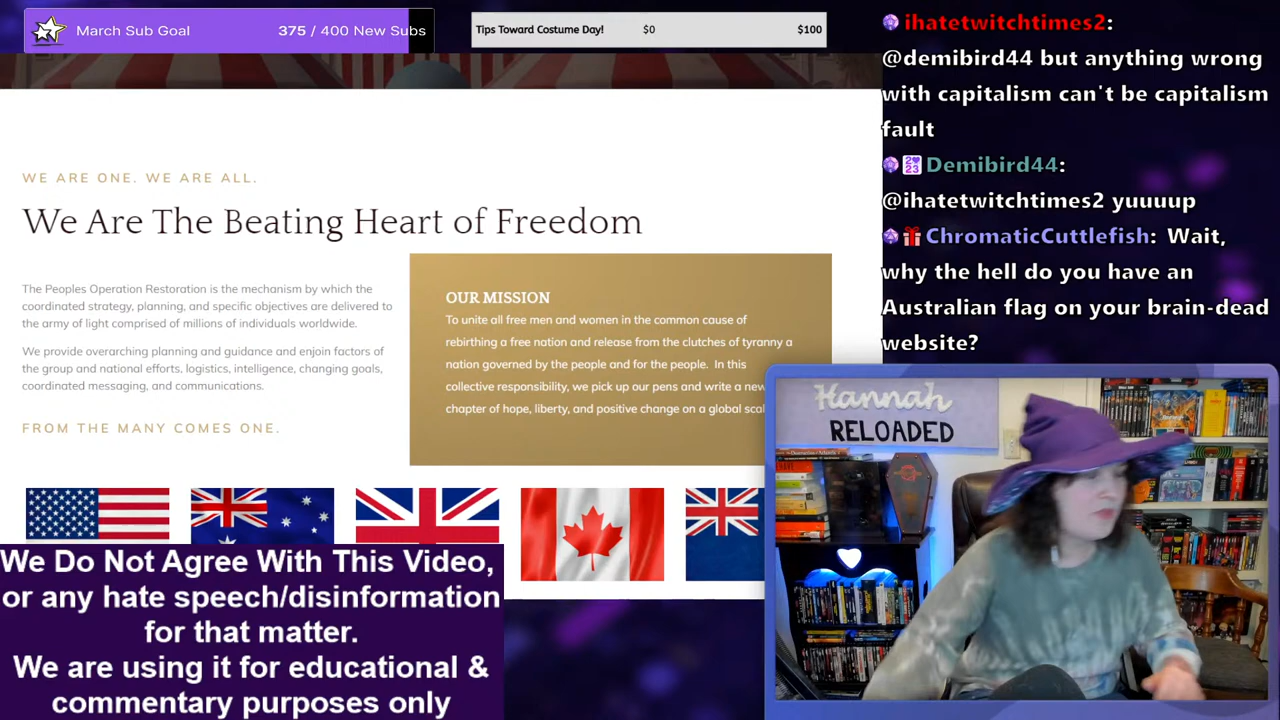 March Sub Goal 375 / 400 New Subs
Tips Toward Costume Day! $0 $100
WE ARE ONE. WE ARE ALL.
We Are The Beating Heart of Freedom
The Peoples Operation Restoration is the mechanism by which the
coordinated strategy, planning, and specific objectives are delivered to
the army of light comprised of millions of individuals worldwide.
We provide overarching planning and guidance and enjoin factors of
the group and national efforts, logistics, intelligence, changing goals,
coordinated messaging, and communications.
FROM THE MANY COMES ONE.
OUR MISSION
To unite all free men and women in the common cause of
rebirthing a free nation and release from the clutches of tyranny a
nation governed by the people and for the people. In this
collective responsibility, we pick up our pens and write a new
chapter of hope, liberty, and positive change on a global
We Do Not Agree With This Video,
or any hate speech/disinformation
for that matter.
We are using it for educational &
commentary purposes only
ihatetwitchtimes2:
@demibird44 but anything wrong
with capitalism can't be capitalism
fault
Demibird44:
@ihatetwitchtimes2 yuuuup
ChromaticCuttlefish: Wait,
why the hell do you have an
Australian flag on your brain-dead
website?
Hannah
RELOADED